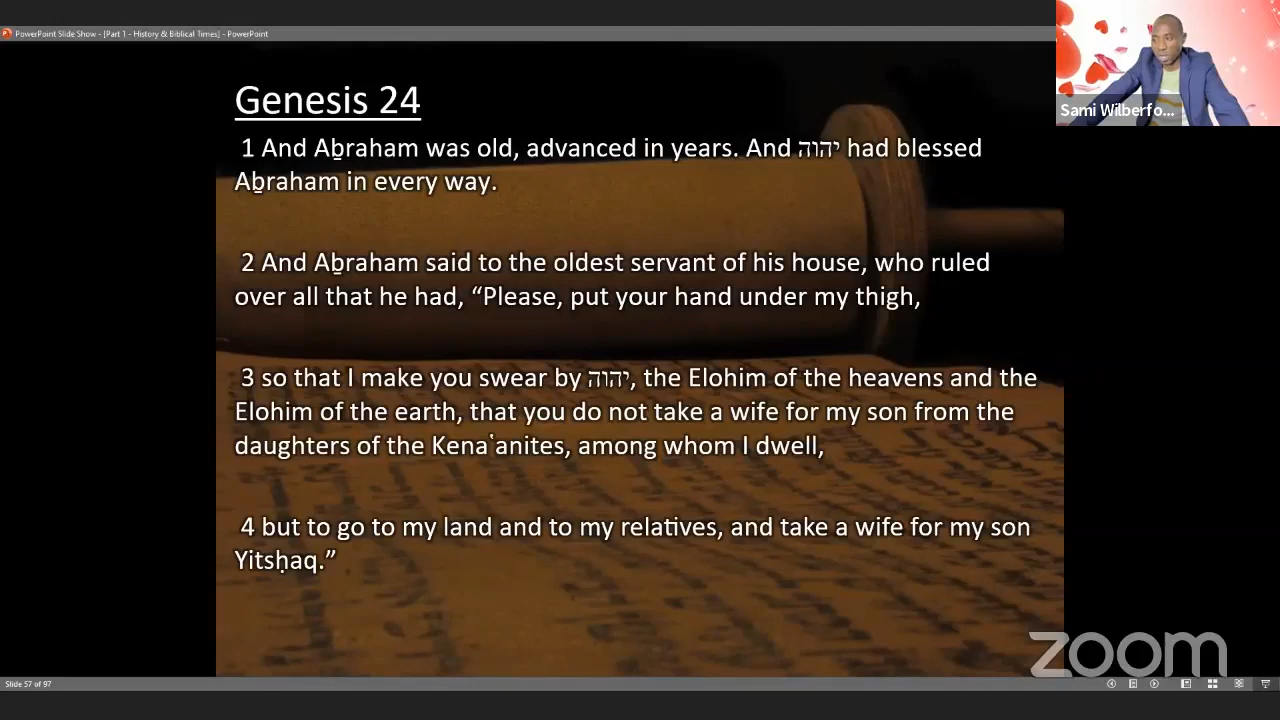 PowerPoint Slide Show - [Part 1 - History & Biblical Times] - PowerPoint
Sami Wilberfo...
Genesis 24
1 And Aḇraham was old, advanced in years. And יהוה had blessed
Aḇraham in every way.
2 And Aḇraham said to the oldest servant of his house, who ruled
over all that he had, “Please, put your hand under my thigh,
3 so that I make you swear by יהוה, the Elohim of the heavens and the
Elohim of the earth, that you do not take a wife for my son from the
daughters of the Kenaʽanites, among whom I dwell,
4 but to go to my land and to my relatives, and take a wife for my son
Yitsḥaq.”
zoom
Slide 57 of 97